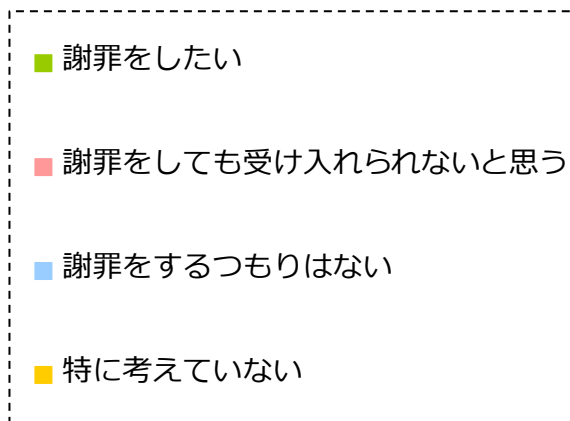 謝罪をしたい
謝罪をしても受け入れられないと思う
謝罪をするつもりはない
特に考えていない